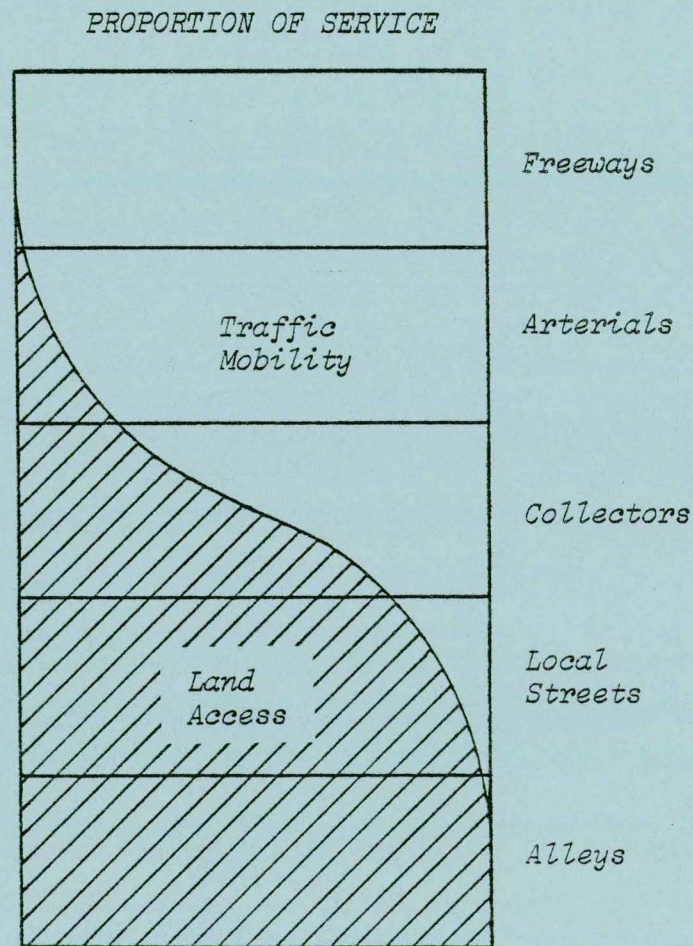 PROPORTION OF SERVICE
Freeways
Traffic
Mobility
Arterials
Collectors
Land
Access
Local
Streets
Alleys